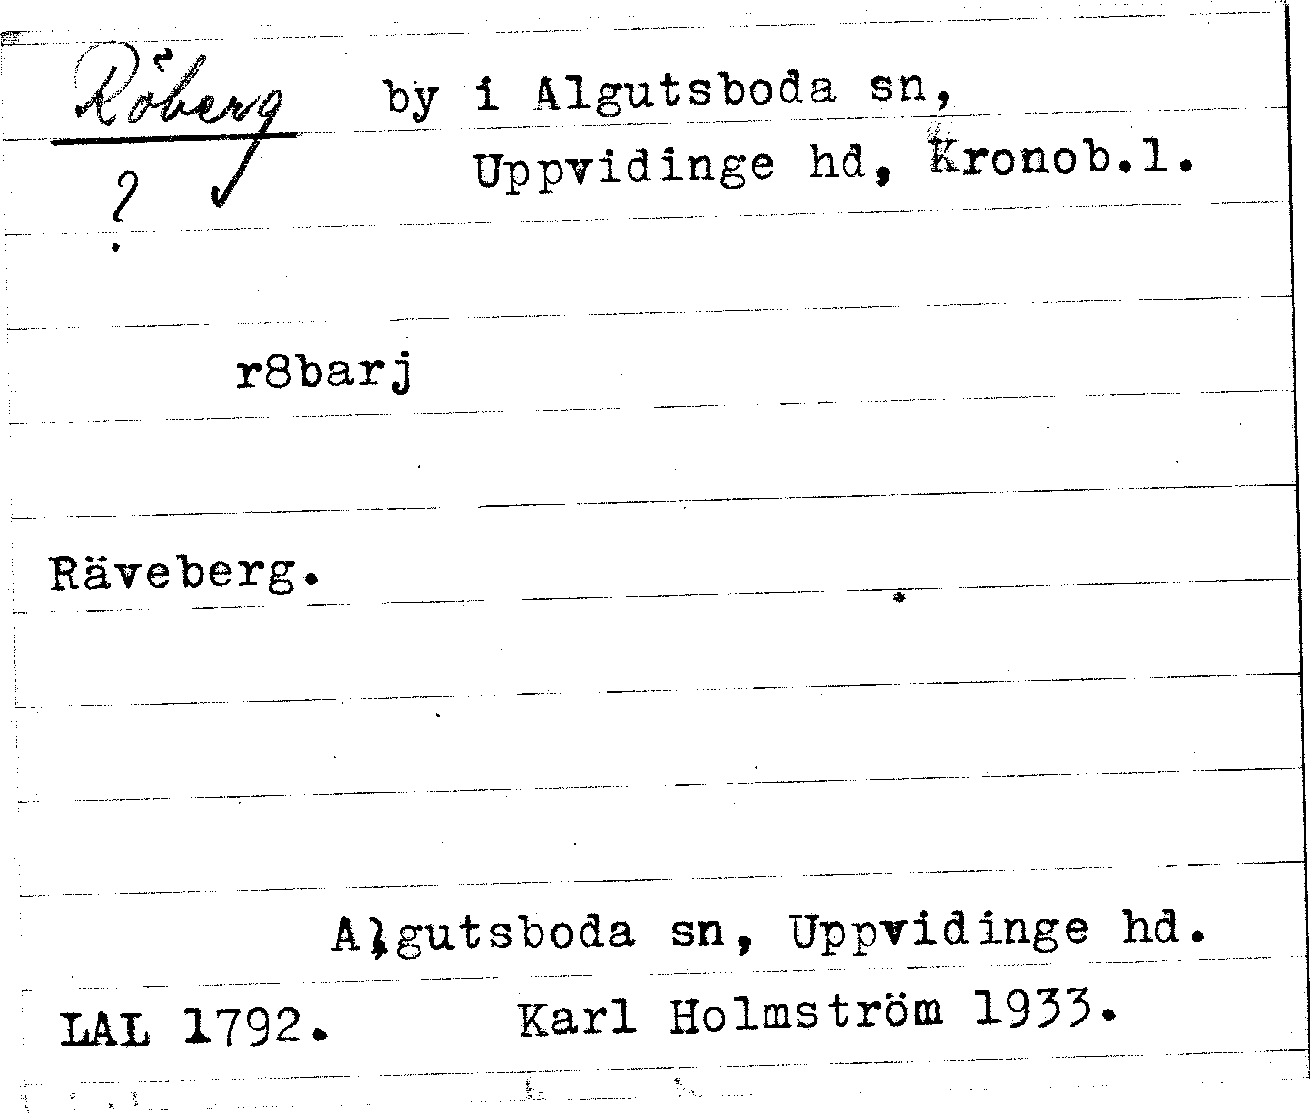 Röberg by i Algutsboda sn,
? Uppvidinge hd, Kronob.l.
r8barj
Räveberg.
Algutsboda sn, Uppvidinge hd.
LAL 1792. Karl Holmström 1933.